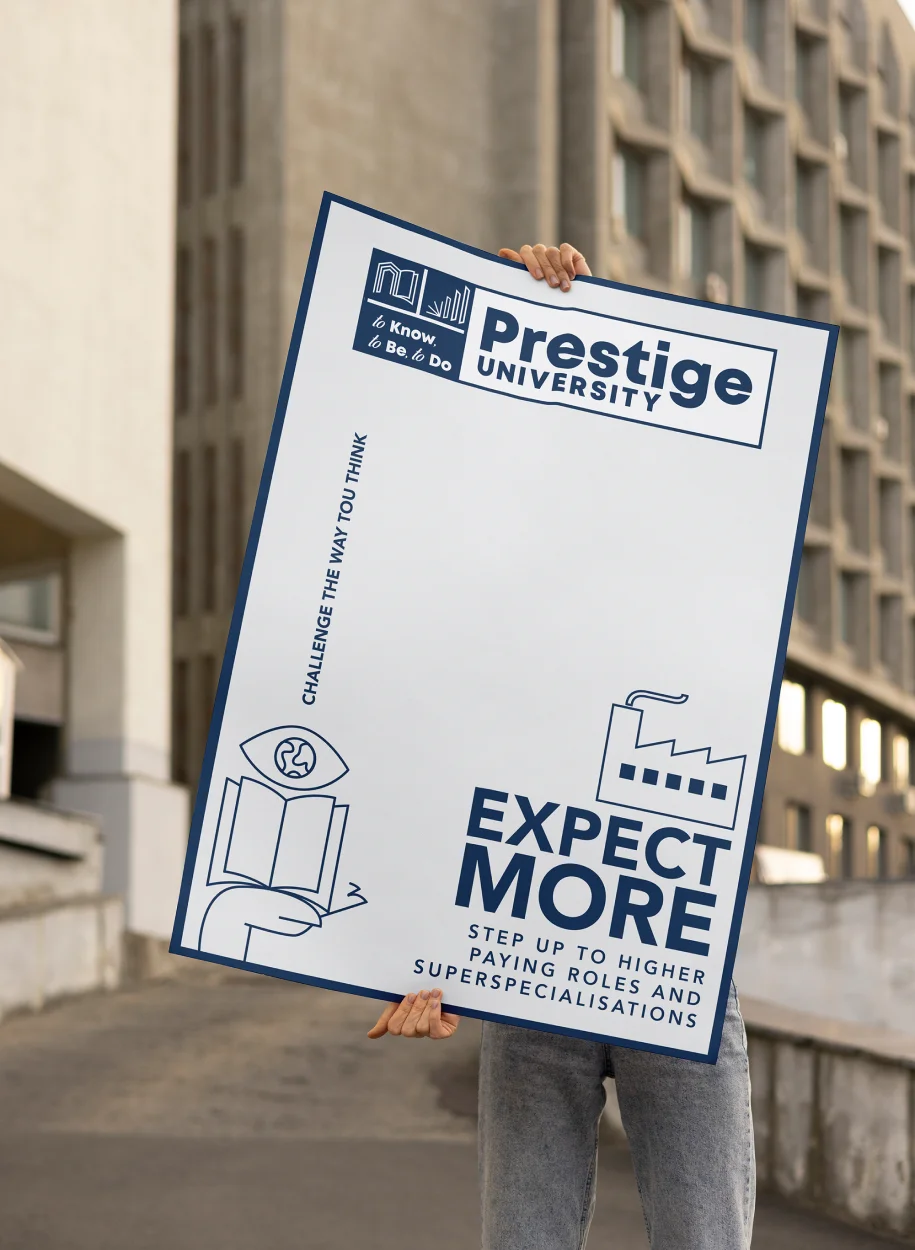 to Know,
to Be, to Do
Prestige
UNIVERSITY
CHALLENGE THE WAY TOU THINK
EXPECT
MORE
STEP UP TO HIGHER
PAYING ROLES AND
SUPERSPECIALISATIONS